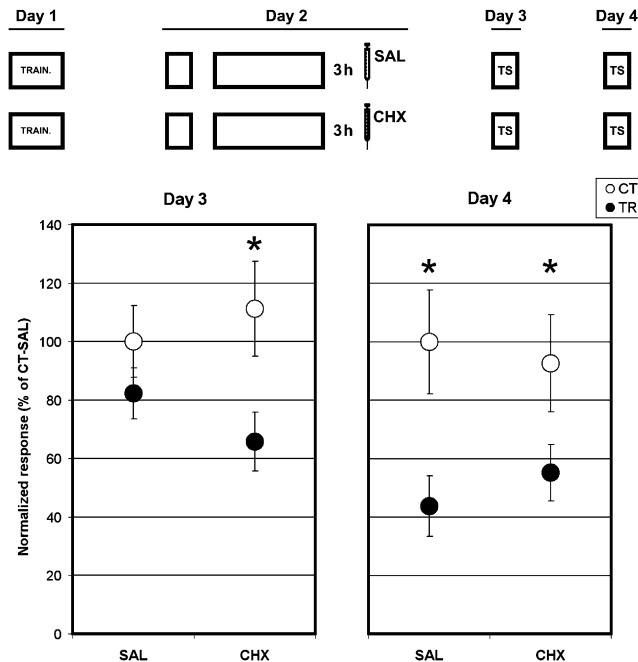 Day 1 Day 2 Day 3 Day 4
TRAIN. 3h SAL TS TS
TRAIN. 3h CHX TS TS
Day 3 Day 4
CT
TR
Normalized response (% of CT-SAL)
140
120
100
80
60
40
20
0
* * *
SAL CHX SAL CHX